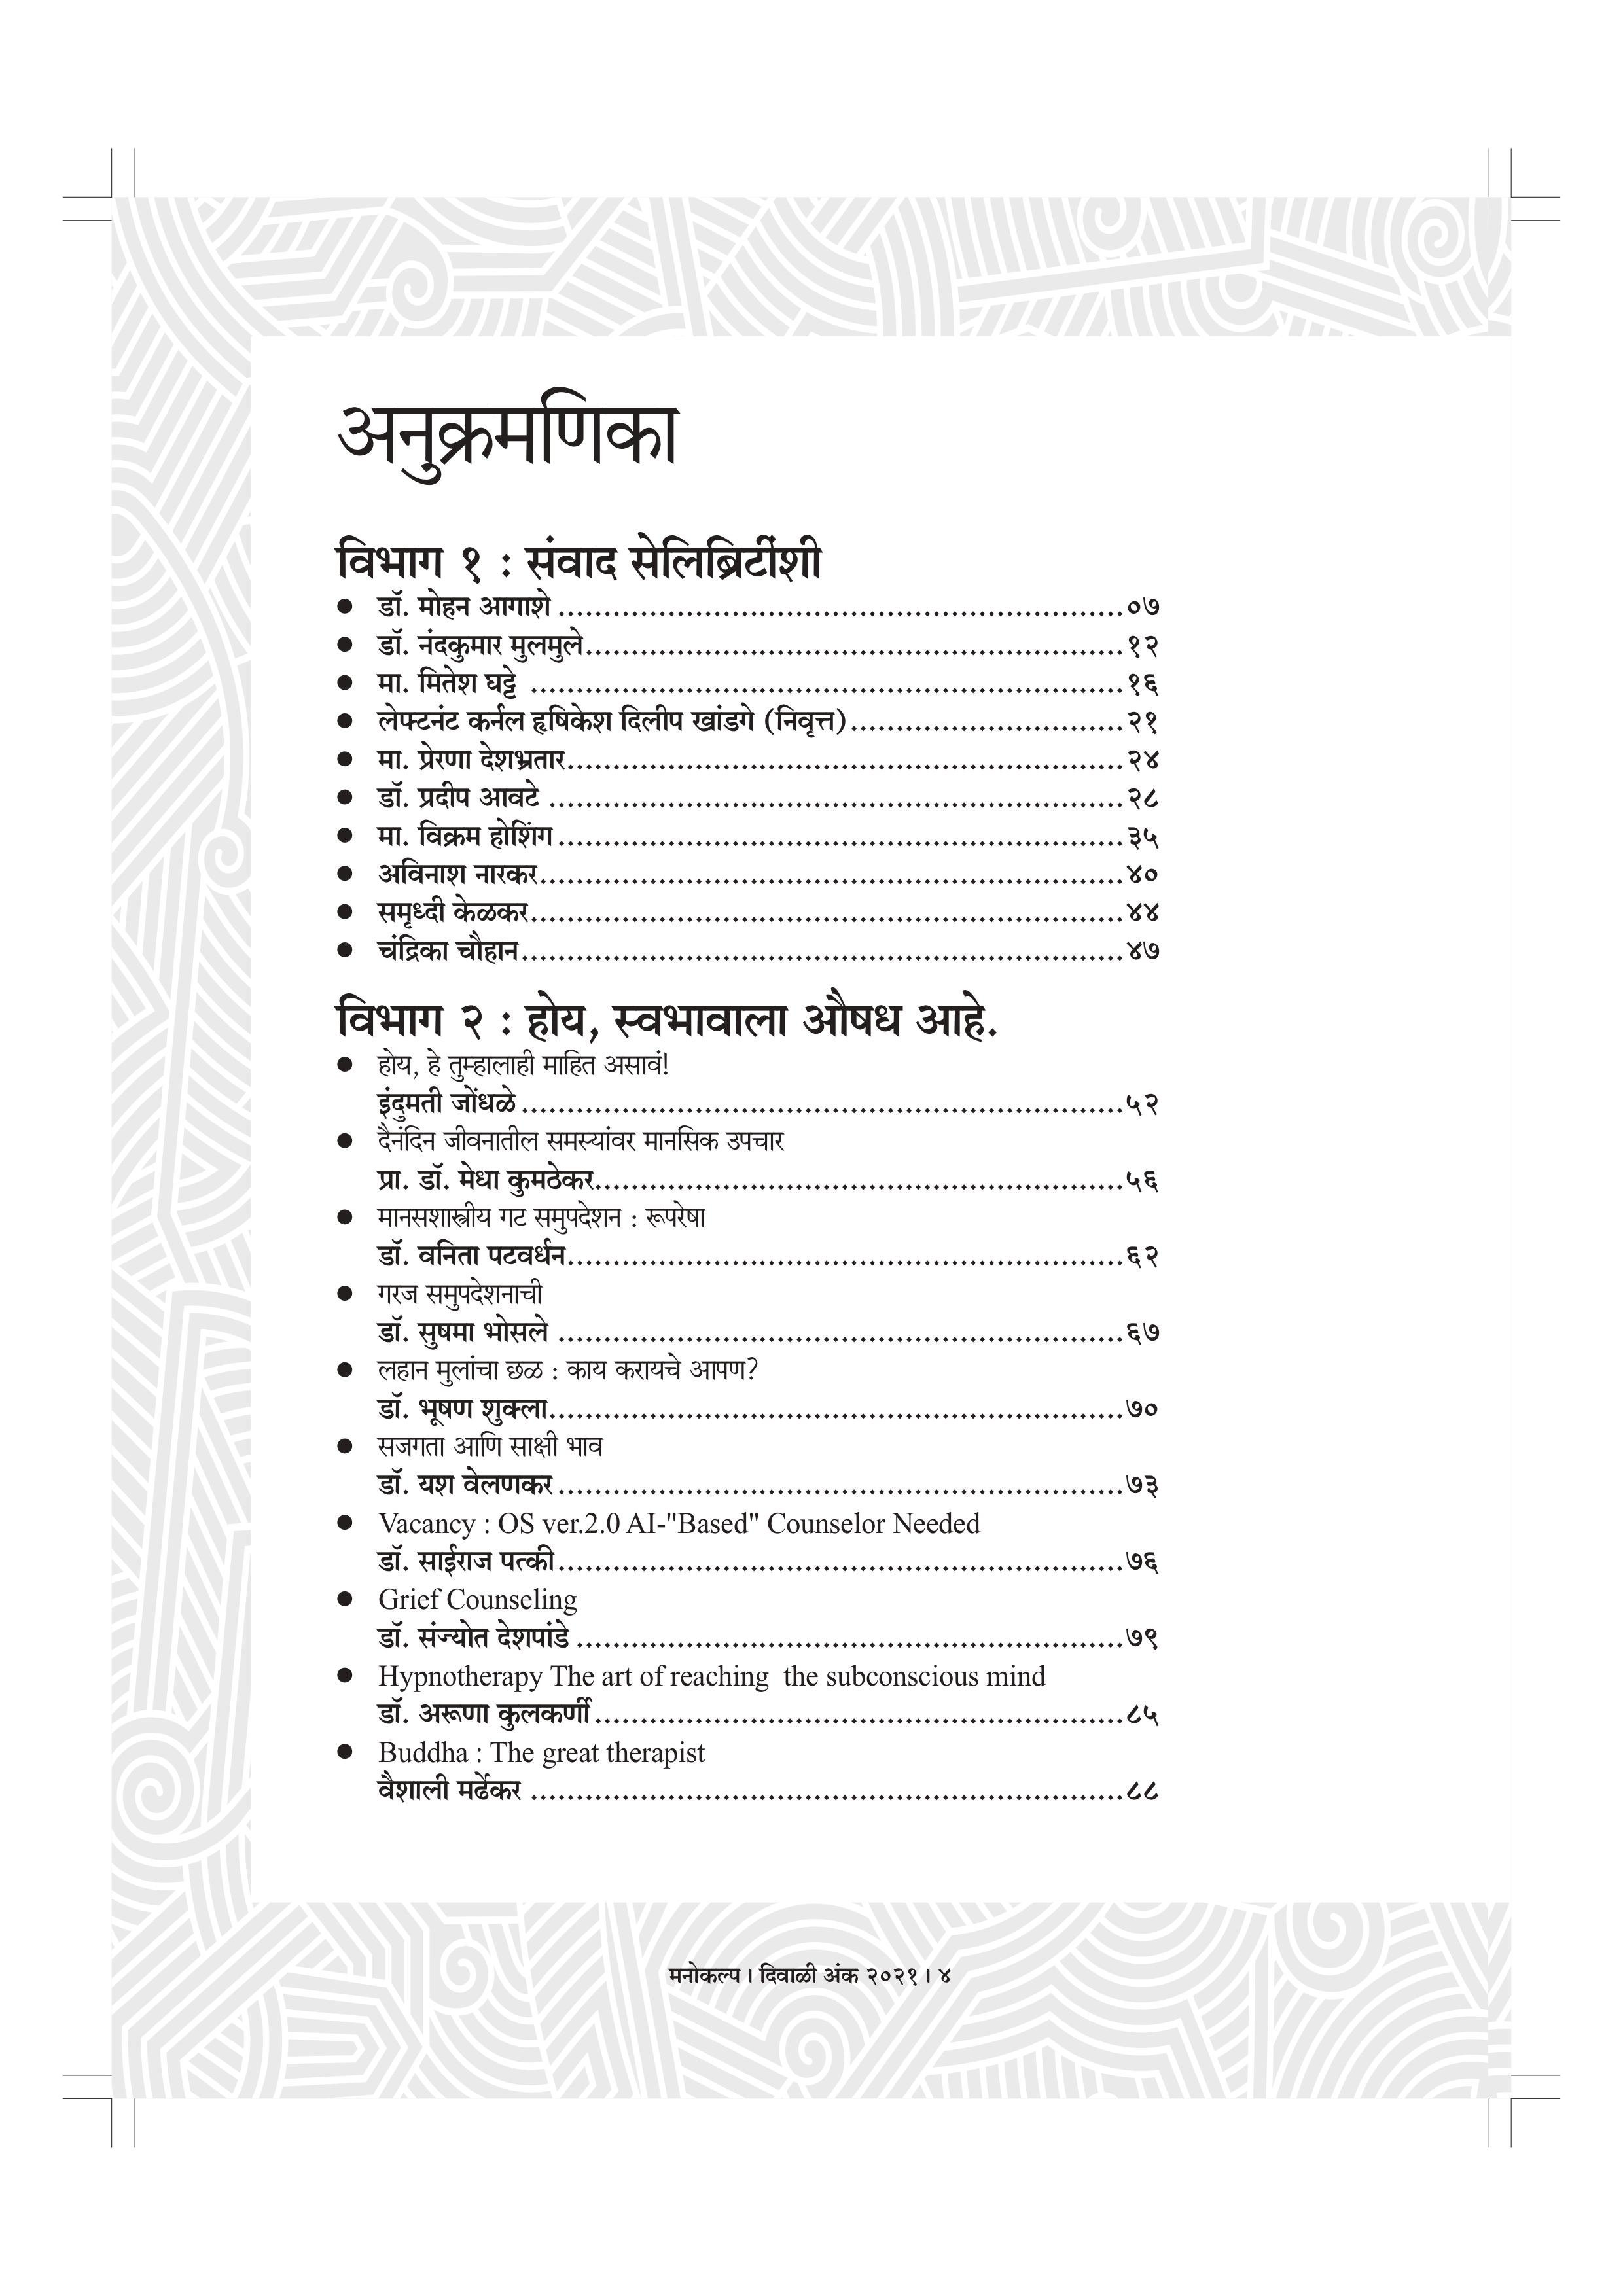 अनुक्रमणिका
विभाग १ : संवाद सेलिब्रिटींशी
● डॉ. मोहन आगाशे ..............................................................०७
● डॉ. नंदकुमार मुलमुले...........................................................१२
● मा. मितेश घट्टे .................................................................१६
● लेफ्टनंट कर्नल हृषिकेश दिलीप खांडगे (निवृत्त)..............................२१
● मा. प्रेरणा देशभ्रतार.............................................................२४
● डॉ. प्रदीप आवटे ...............................................................२८
● मा. विक्रम होशिंग ..............................................................३५
● अविनाश नारकर................................................................४०
● समृध्दी केळकर.................................................................४४
● चंद्रिका चौहान..................................................................४७
विभाग २ : होय, स्वभावाला औषध आहे.
● होय, हे तुम्हालाही माहित असावं!
इंदुमती जोंधळे ..................................................................५२
● दैनंदिन जीवनातील समस्यांवर मानसिक उपचार
प्रा. डॉ. मेधा कुमठेकर..........................................................५६
● मानसशास्त्रीय गट समुपदेशन : रूपरेषा
डॉ. वनिता पटवर्धन.............................................................६२
● गरज समुपदेशनाची
डॉ. सुषमा भोसले ..............................................................६७
● लहान मुलांचा छळ : काय करायचे आपण?
डॉ. भूषण शुक्ला...............................................................७०
● सजगता आणि साक्षी भाव
डॉ. यश वेलणकर ..............................................................७३
● Vacancy : OS ver.2.0 AI-"Based" Counselor Needed
डॉ. साईराज पत्की..............................................................७६
● Grief Counseling
डॉ. संज्योत देशपांडे ............................................................७९
● Hypnotherapy The art of reaching  the subconscious mind
डॉ. अरूणा कुलकर्णी..........................................................८५
● Buddha : The great therapist
वैशाली मर्ढेकर .................................................................८८
मनोकल्प । दिवाळी अंक २०२१ । ४